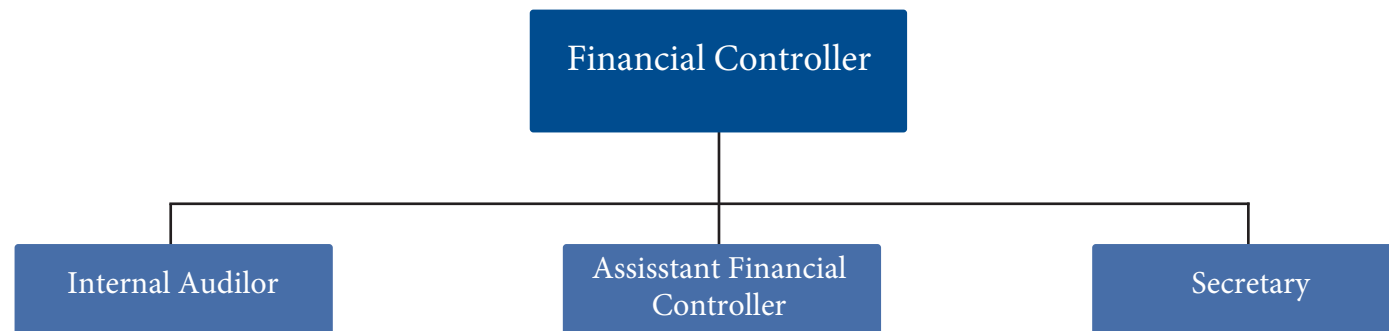 Financial Controller
Internal Audilor
Assisstant Financial
Controller
Secretary